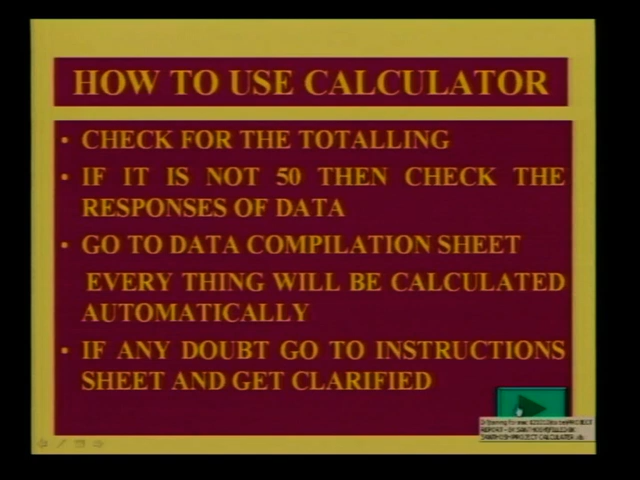 HOW TO USE CALCULATOR
• CHECK FOR THE TOTALLING
• IF IT IS NOT 50 THEN CHECK THE
RESPONSES OF DATA
• GO TO DATA COMPILATION SHEET
EVERY THING WILL BE CALCULATED
AUTOMATICALLY
• IF ANY DOUBT GO TO INSTRUCTIONS
SHEET AND GET CLARIFIED
PROJECT CALCULATER